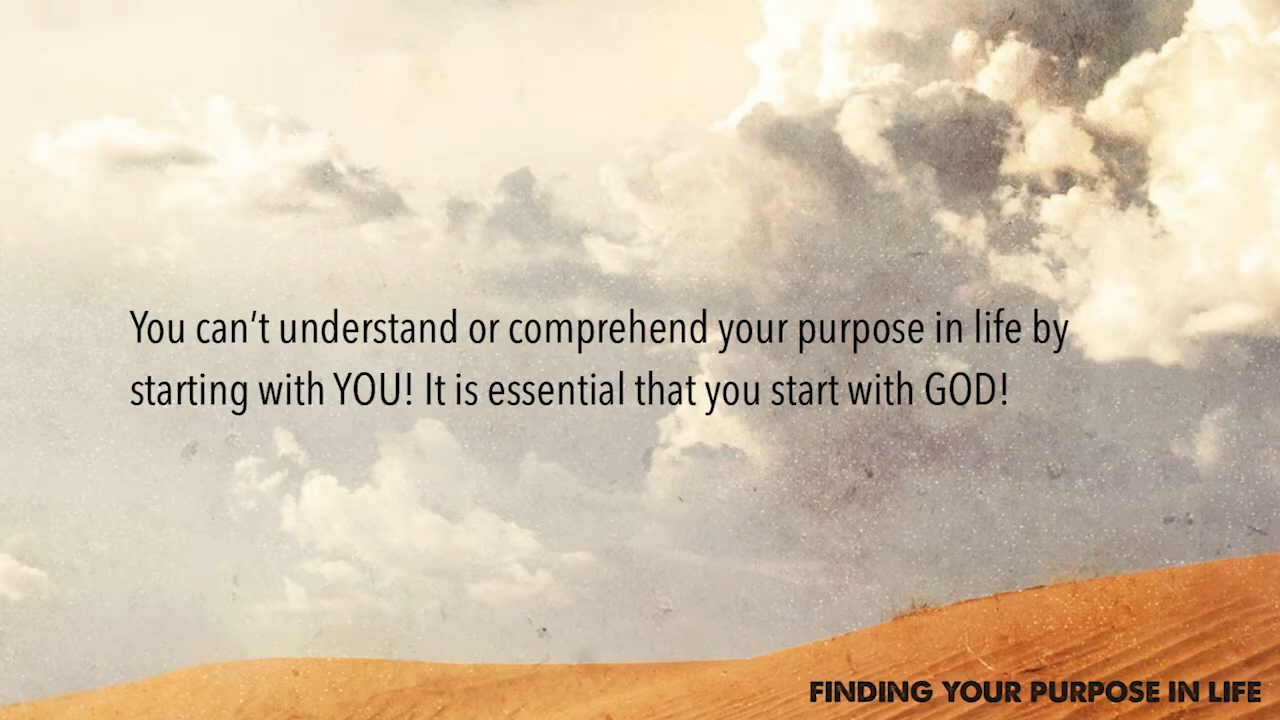 You can’t understand or comprehend your purpose in life by
starting with YOU! It is essential that you start with GOD!
FINDING YOUR PURPOSE IN LIFE